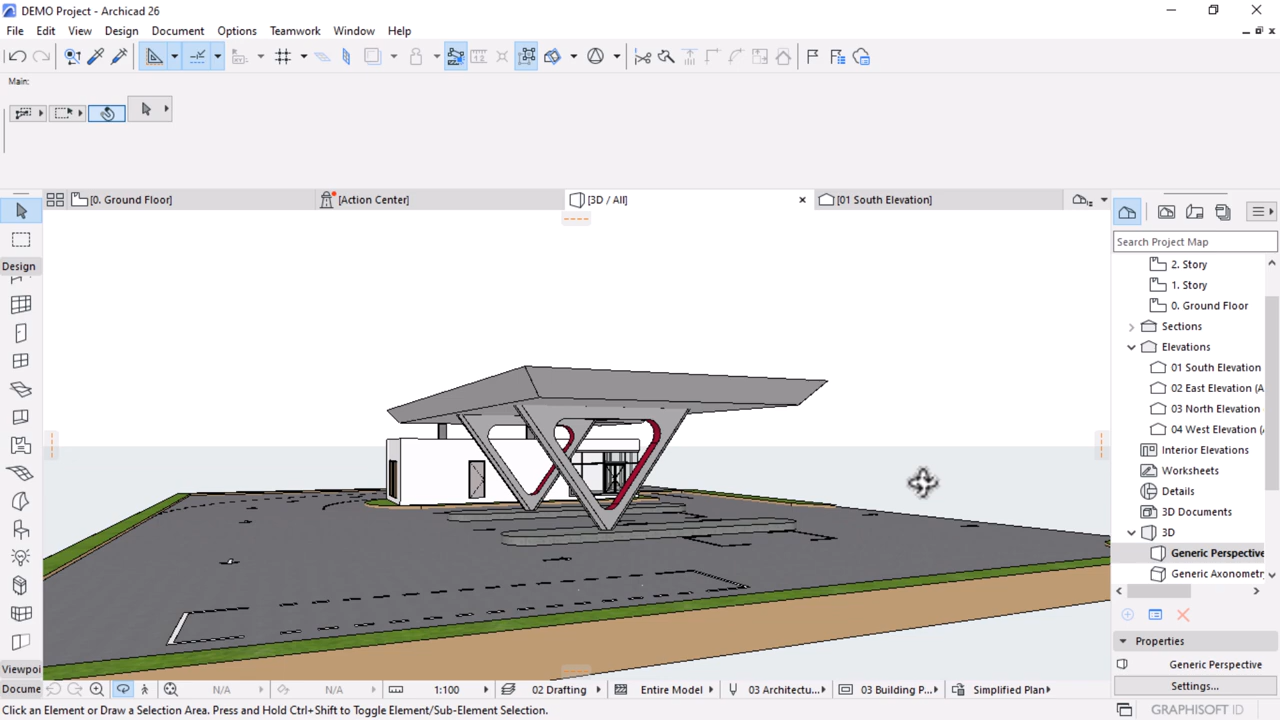 DEMO Project - Archicad 26
File Edit View Design Document Options Teamwork Window Help
Main:
[0. Ground Floor] [Action Center] [3D / All] [01 South Elevation]
Search Project Map
2. Story
1. Story
0. Ground Floor
Sections
Elevations
01 South Elevation
02 East Elevation (A
03 North Elevation
04 West Elevation (
Interior Elevations
Worksheets
Details
3D Documents
3D
Generic Perspective
Generic Axonometr
Design
Properties
Generic Perspective
Settings...
Viewpoi
Docume N/A N/A 1:100 02 Drafting Entire Model 03 Architectu... 03 Building P... Simplified Plan
Click an Element or Draw a Selection Area. Press and Hold Ctrl+Shift to Toggle Element/Sub-Element Selection.
GRAPHISOFT ID